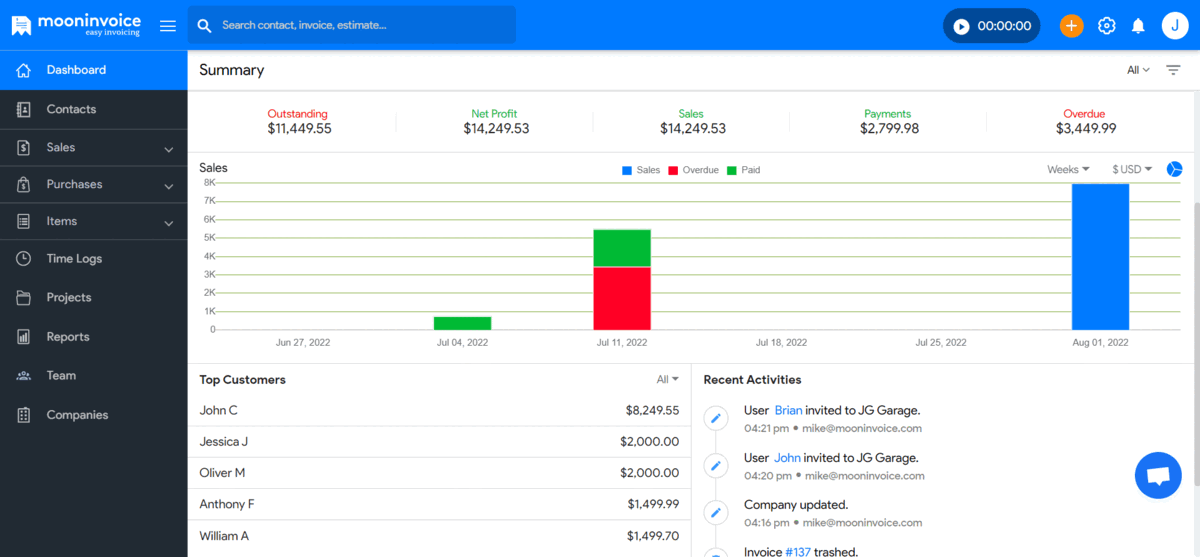 mooninvoice
easy invoicing
Search contact, invoice, estimate...
00:00:00
J
Dashboard
Contacts
Sales
Purchases
Items
Time Logs
Projects
Reports
Team
Companies
Summary
All
Outstanding
$11,449.55
Net Profit
$14,249.53
Sales
$14,249.53
Payments
$2,799.98
Overdue
$3,449.99
Sales
Sales Overdue Paid
Weeks
$ USD
8K
7K
6K
5K
4K
3K
2K
1K
0
Jun 27, 2022
Jul 04, 2022
Jul 11, 2022
Jul 18, 2022
Jul 25, 2022
Aug 01, 2022
Top Customers
All
John C $8,249.55
Jessica J $2,000.00
Oliver M $2,000.00
Anthony F $1,499.99
William A $1,499.70
Recent Activities
User Brian invited to JG Garage.
04:21 pm • mike@mooninvoice.com
User John invited to JG Garage.
04:20 pm • mike@mooninvoice.com
Company updated.
04:16 pm • mike@mooninvoice.com
Invoice #137 trashed.